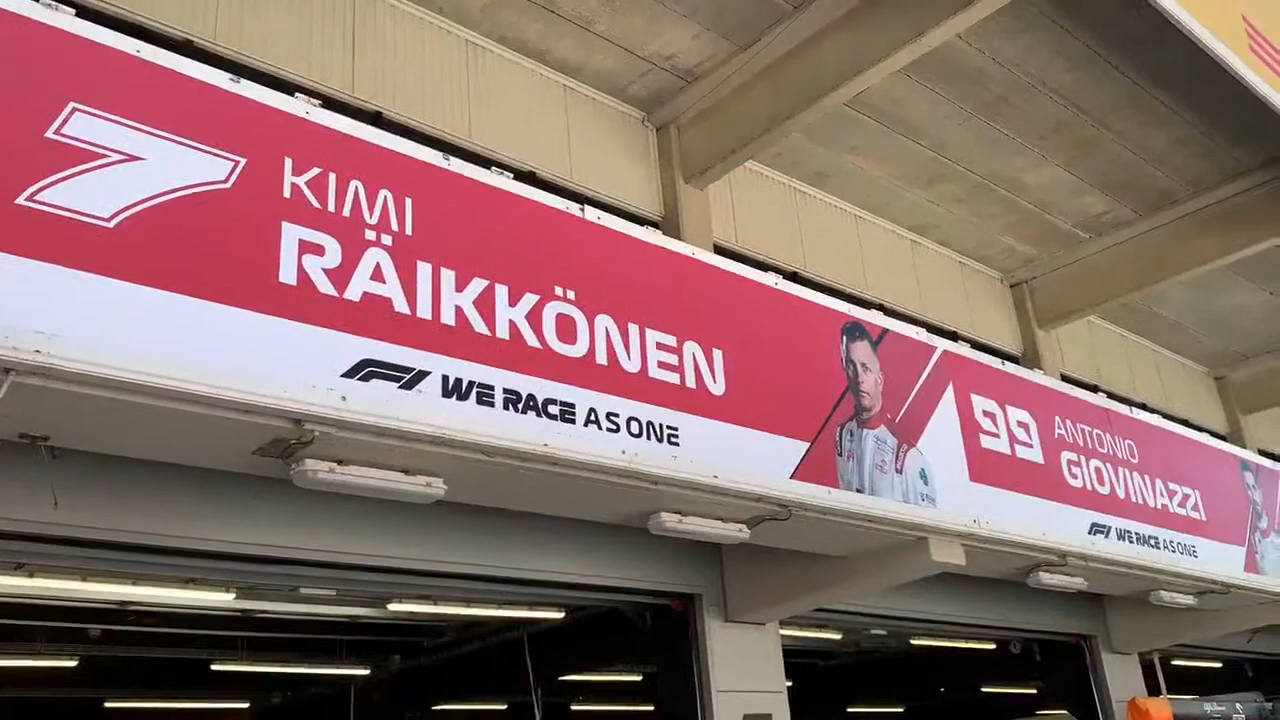 7
KIMI
RÄIKKÖNEN
F1 WE RACE AS ONE
99
ANTONIO
GIOVINAZZI
F1 WE RACE AS ONE